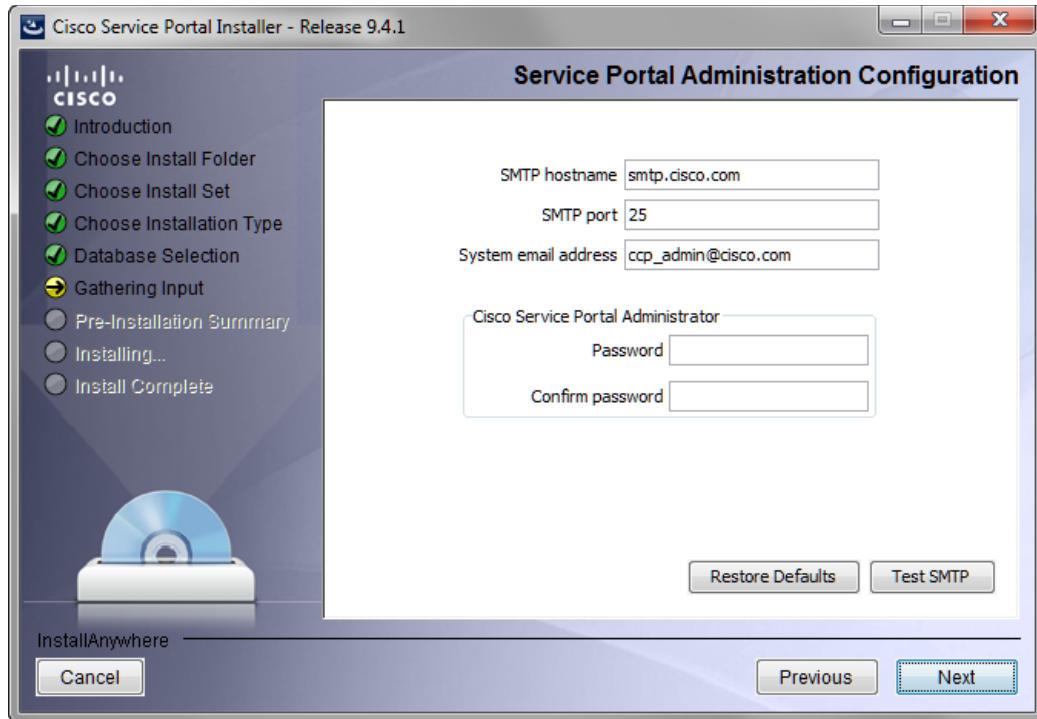 Cisco Service Portal Installer - Release 9.4.1
CISCO
Service Portal Administration Configuration
Introduction
Choose Install Folder
Choose Install Set
Choose Installation Type
Database Selection
Gathering Input
Pre-Installation Summary
Installing...
Install Complete
SMTP hostname smtp.cisco.com
SMTP port 25
System email address ccp_admin@cisco.com
Cisco Service Portal Administrator
Password
Confirm password
Restore Defaults Test SMTP
InstallAnywhere
Cancel Previous Next